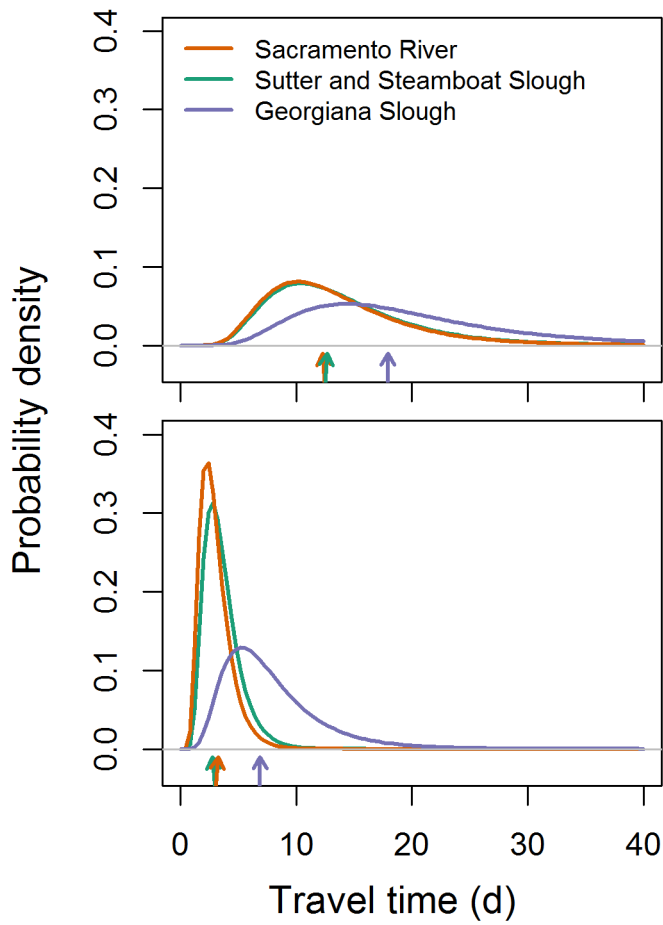 Sacramento River
Sutter and Steamboat Slough
Georgiana Slough
0.4
0.3
0.2
0.1
0.0
Probability density
0.4
0.3
0.2
0.1
0.0
0 10 20 30 40
Travel time (d)